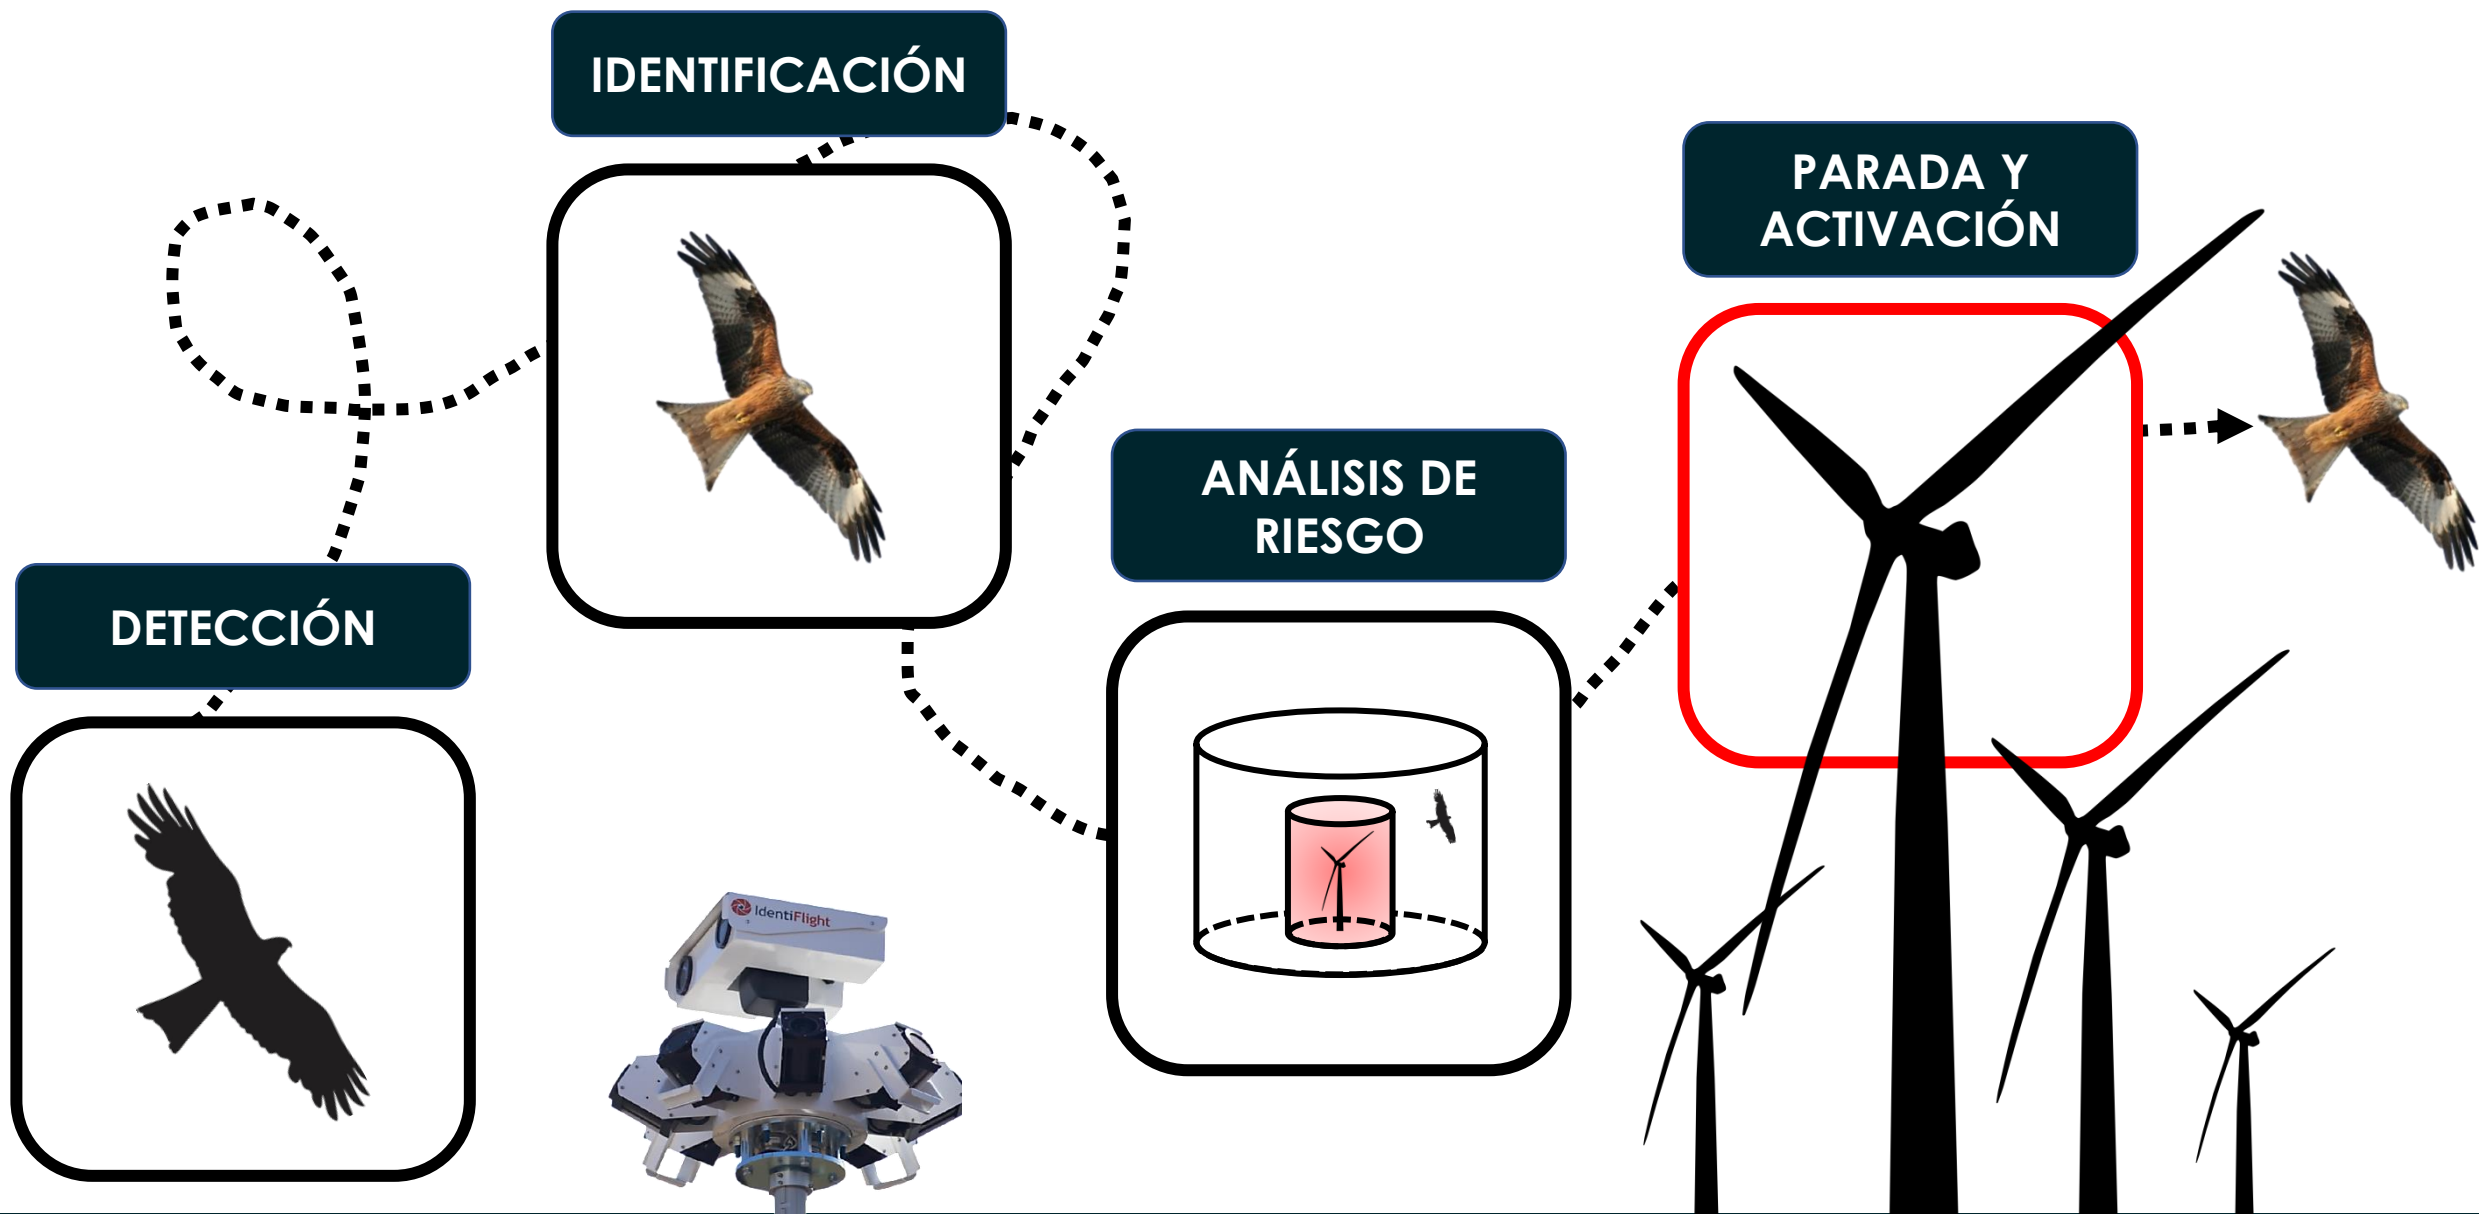 IDENTIFICACIÓN
PARADA Y
ACTIVACIÓN
ANÁLISIS DE
RIESGO
DETECCIÓN
IdentiFlight